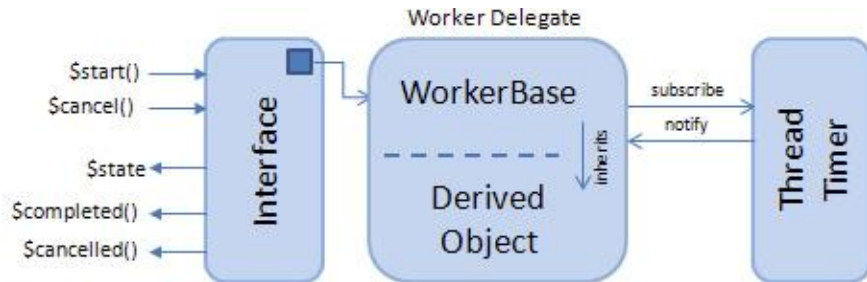 Worker Delegate
$start()
$cancel()
$state
$completed()
$cancelled()
Interface
WorkerBase
inherits
Derived
Object
subscribe
notify
Thread
Timer